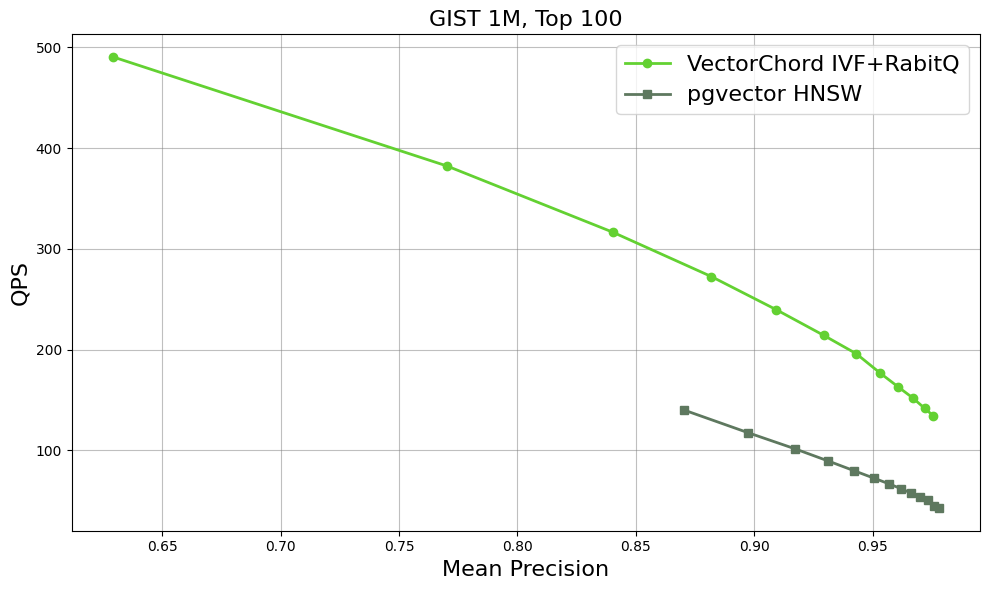 GIST 1M, Top 100
VectorChord IVF+RabitQ
pgvector HNSW
QPS
500
400
300
200
100
0.65
0.70
0.75
0.80
0.85
0.90
0.95
Mean Precision